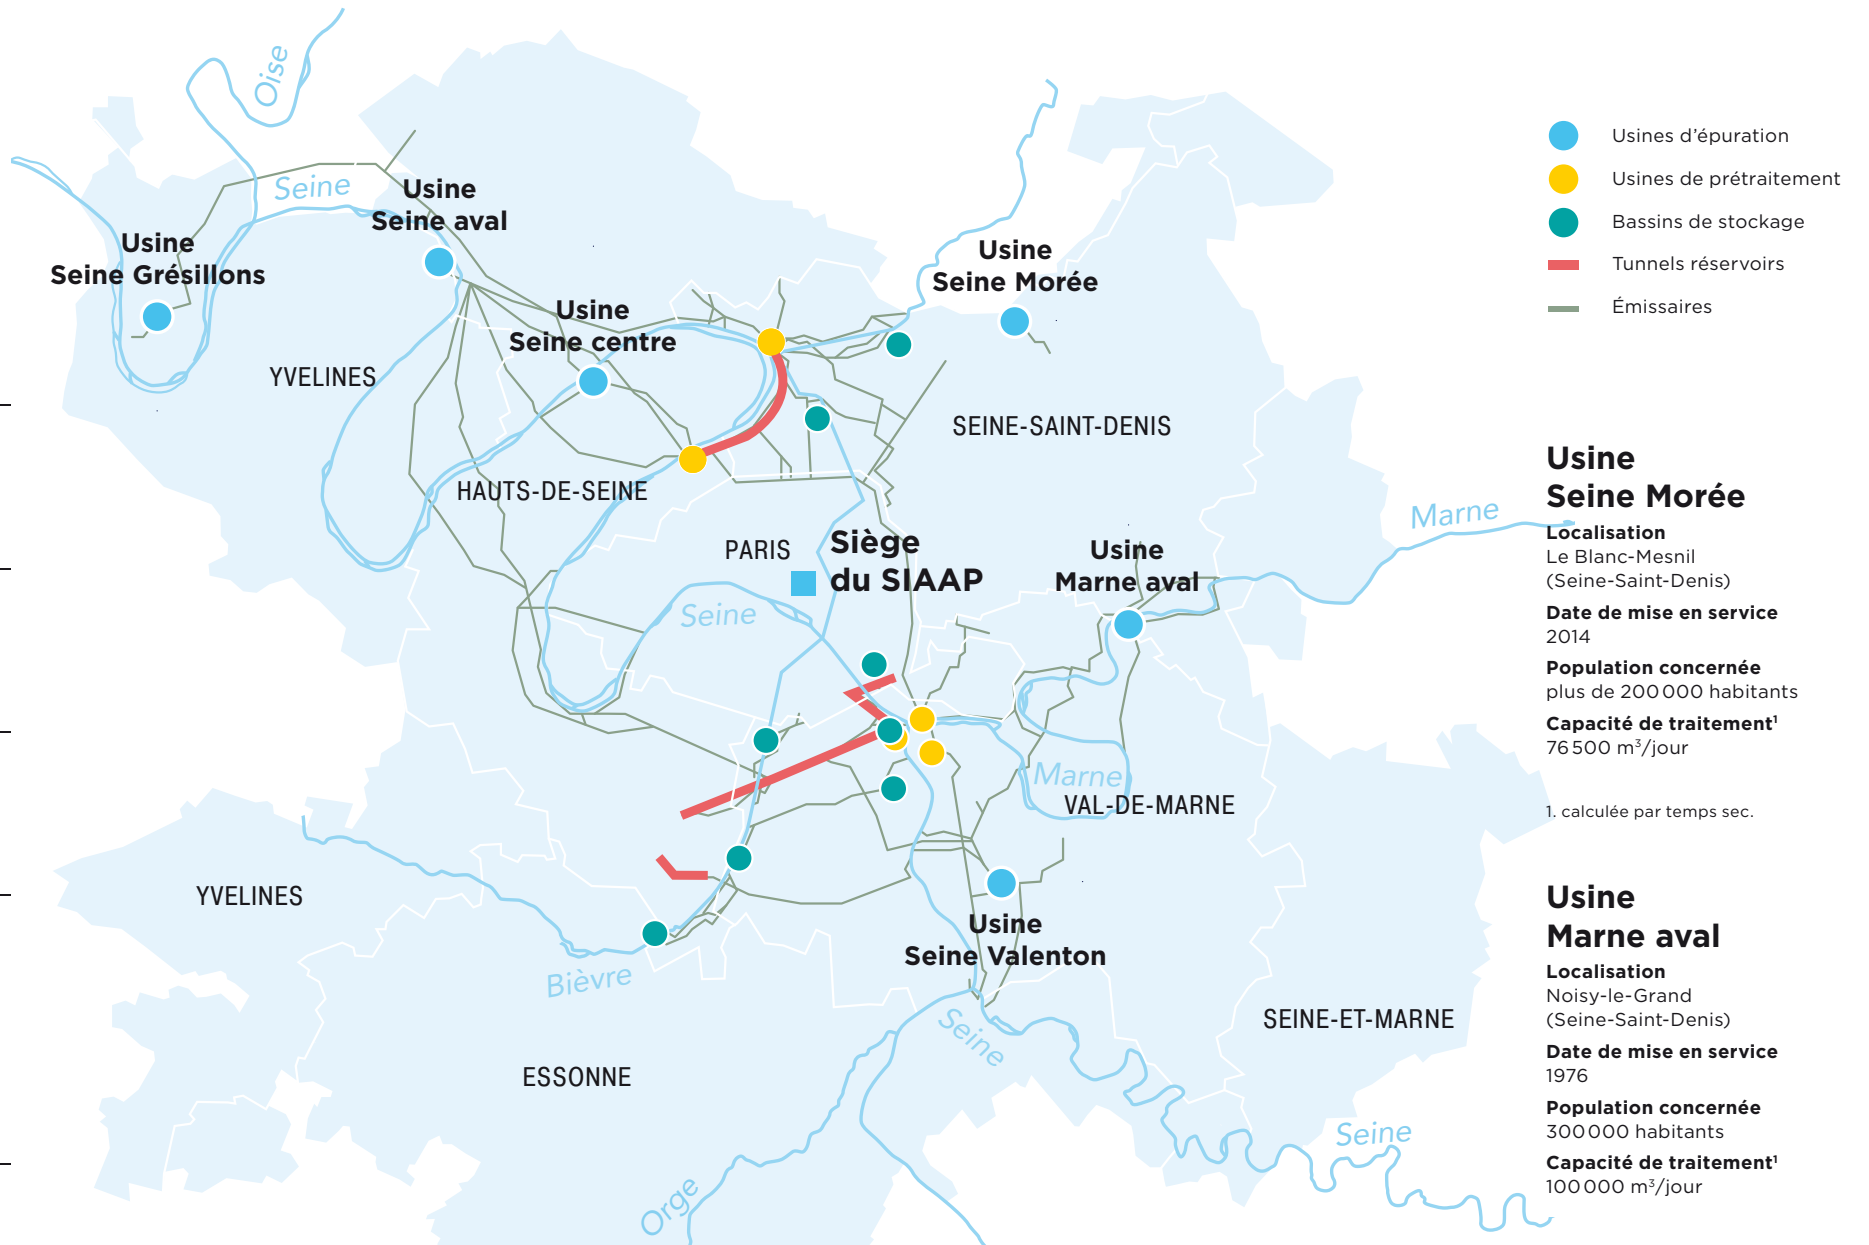 Oise
Seine
Usine
Seine aval
Usine
Seine Grésillons
Usine
Seine Morée
Usine
Seine centre
YVELINES
SEINE-SAINT-DENIS
HAUTS-DE-SEINE
PARIS
Siège
du SIAAP
Seine
Usine
Marne aval
Marne
Marne
VAL-DE-MARNE
YVELINES
Usine
Seine Valenton
Bièvre
Seine
SEINE-ET-MARNE
ESSONNE
Seine
Orge
Usines d'épuration
Usines de prétraitement
Bassins de stockage
Tunnels réservoirs
Émissaires
Usine
Seine Morée
Localisation
Le Blanc-Mesnil
(Seine-Saint-Denis)
Date de mise en service
2014
Population concernée
plus de 200 000 habitants
Capacité de traitement¹
76 500 m³/jour
1. calculée par temps sec.
Usine
Marne aval
Localisation
Noisy-le-Grand
(Seine-Saint-Denis)
Date de mise en service
1976
Population concernée
300 000 habitants
Capacité de traitement¹
100 000 m³/jour